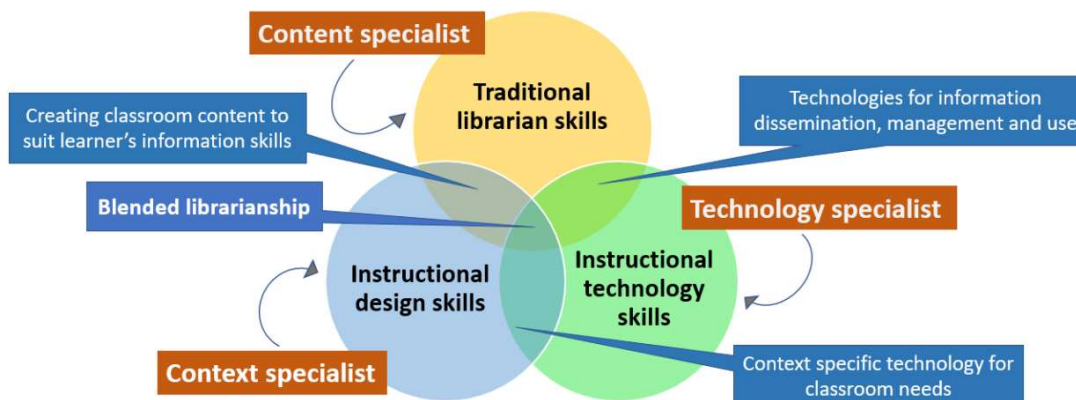 Content specialist
Traditional
librarian skills
Creating classroom content to
suit learner's information skills
Technologies for information
dissemination, management and use
Blended librarianship
Technology specialist
Instructional
design skills
Instructional
technology
skills
Context specialist
Context specific technology for
classroom needs